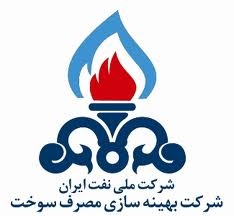 شرکت ملی نفت ایران
شرکت بهینه سازی مصرف سوخت